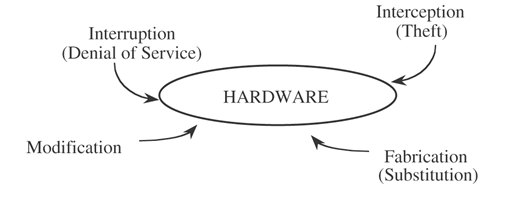 Interception
(Theft)
Interruption
(Denial of Service)
HARDWARE
Modification
Fabrication
(Substitution)